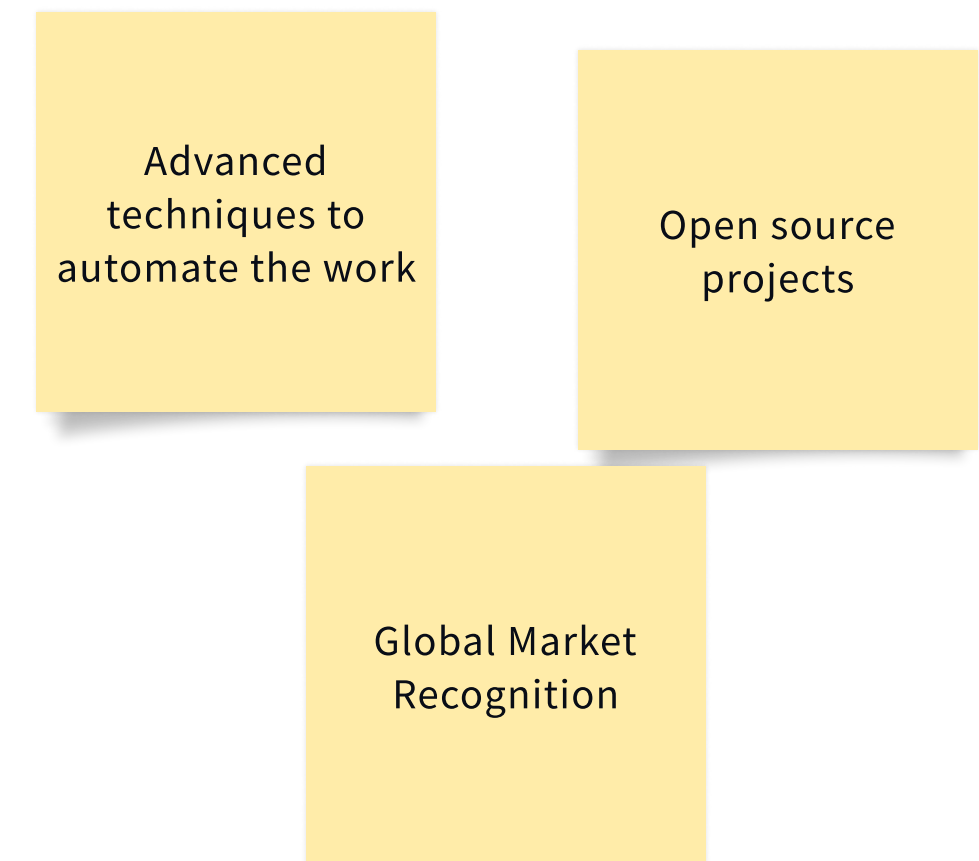 Advanced
techniques to
automate the work
Open source
projects
Global Market
Recognition